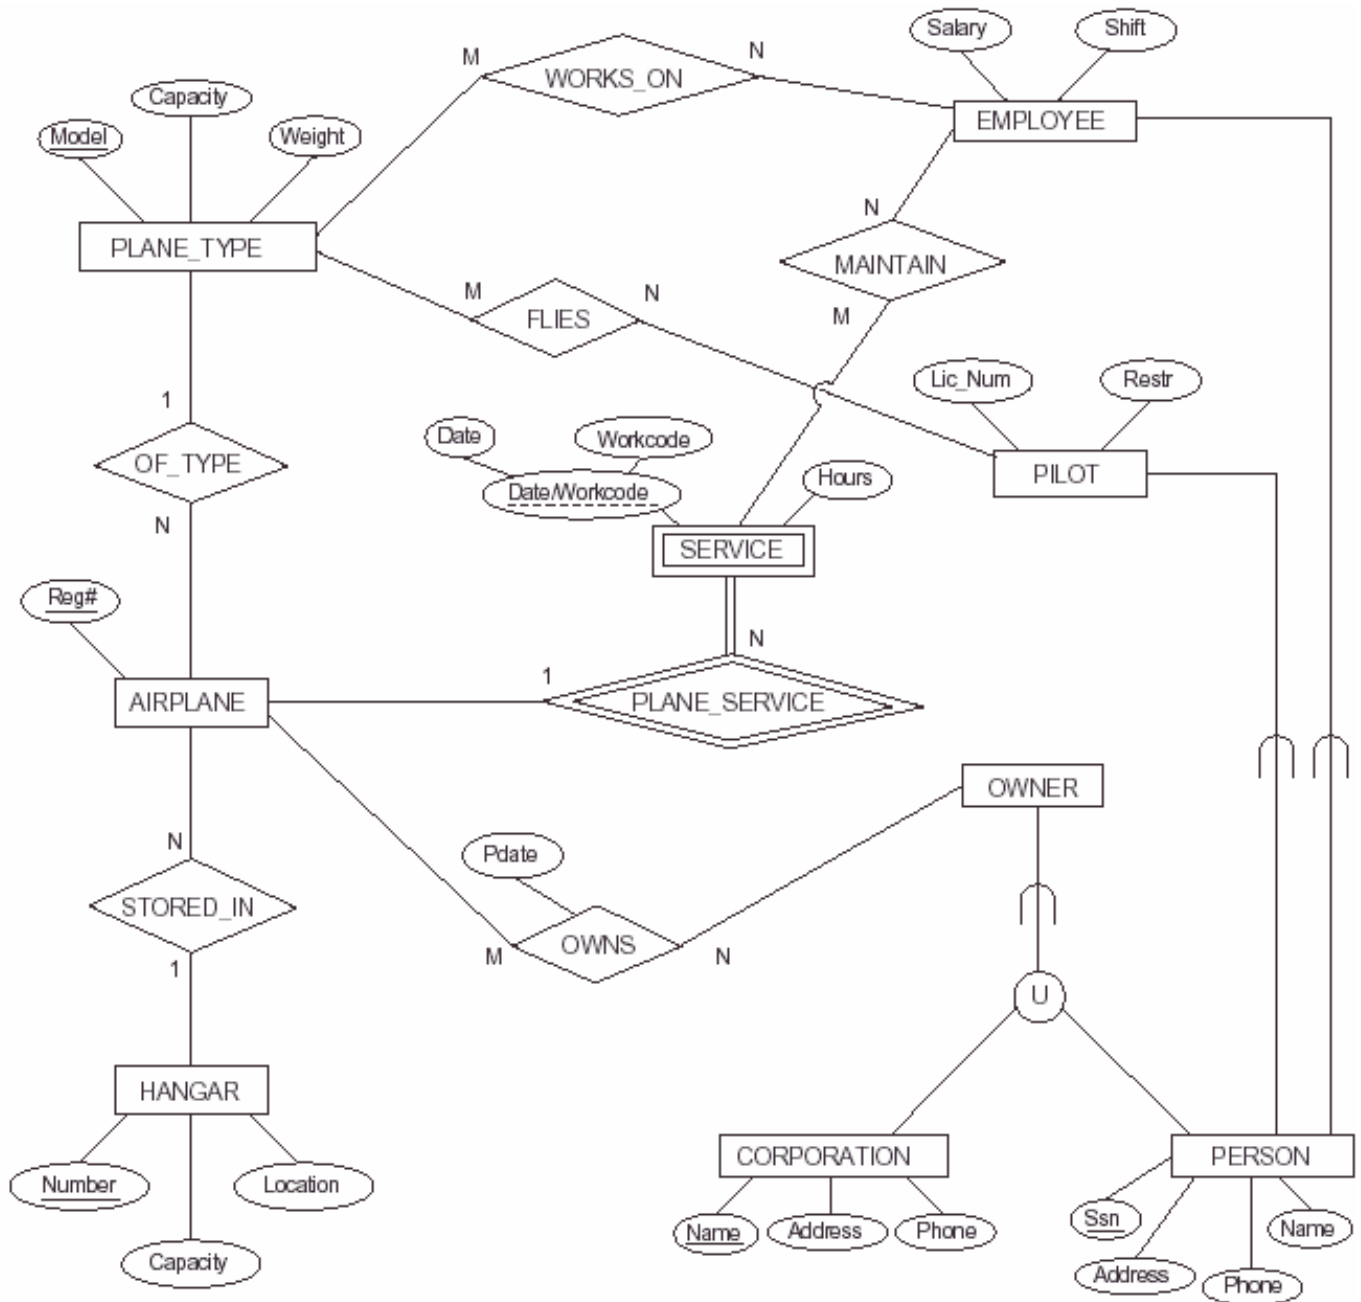 Salary
Shift
M
N
WORKS_ON
EMPLOYEE
Capacity
Model
Weight
PLANE_TYPE
N
MAINTAIN
M
M
N
FLIES
Lic_Num
Restr
1
OF_TYPE
N
Date
Workcode
Date/Workcode
Hours
PILOT
SERVICE
Reg#
N
1
AIRPLANE
PLANE_SERVICE
OWNER
N
Pdate
STORED_IN
M
OWNS
N
1
U
HANGAR
Number
Location
Capacity
CORPORATION
PERSON
Name
Address
Phone
Ssn
Name
Address
Phone